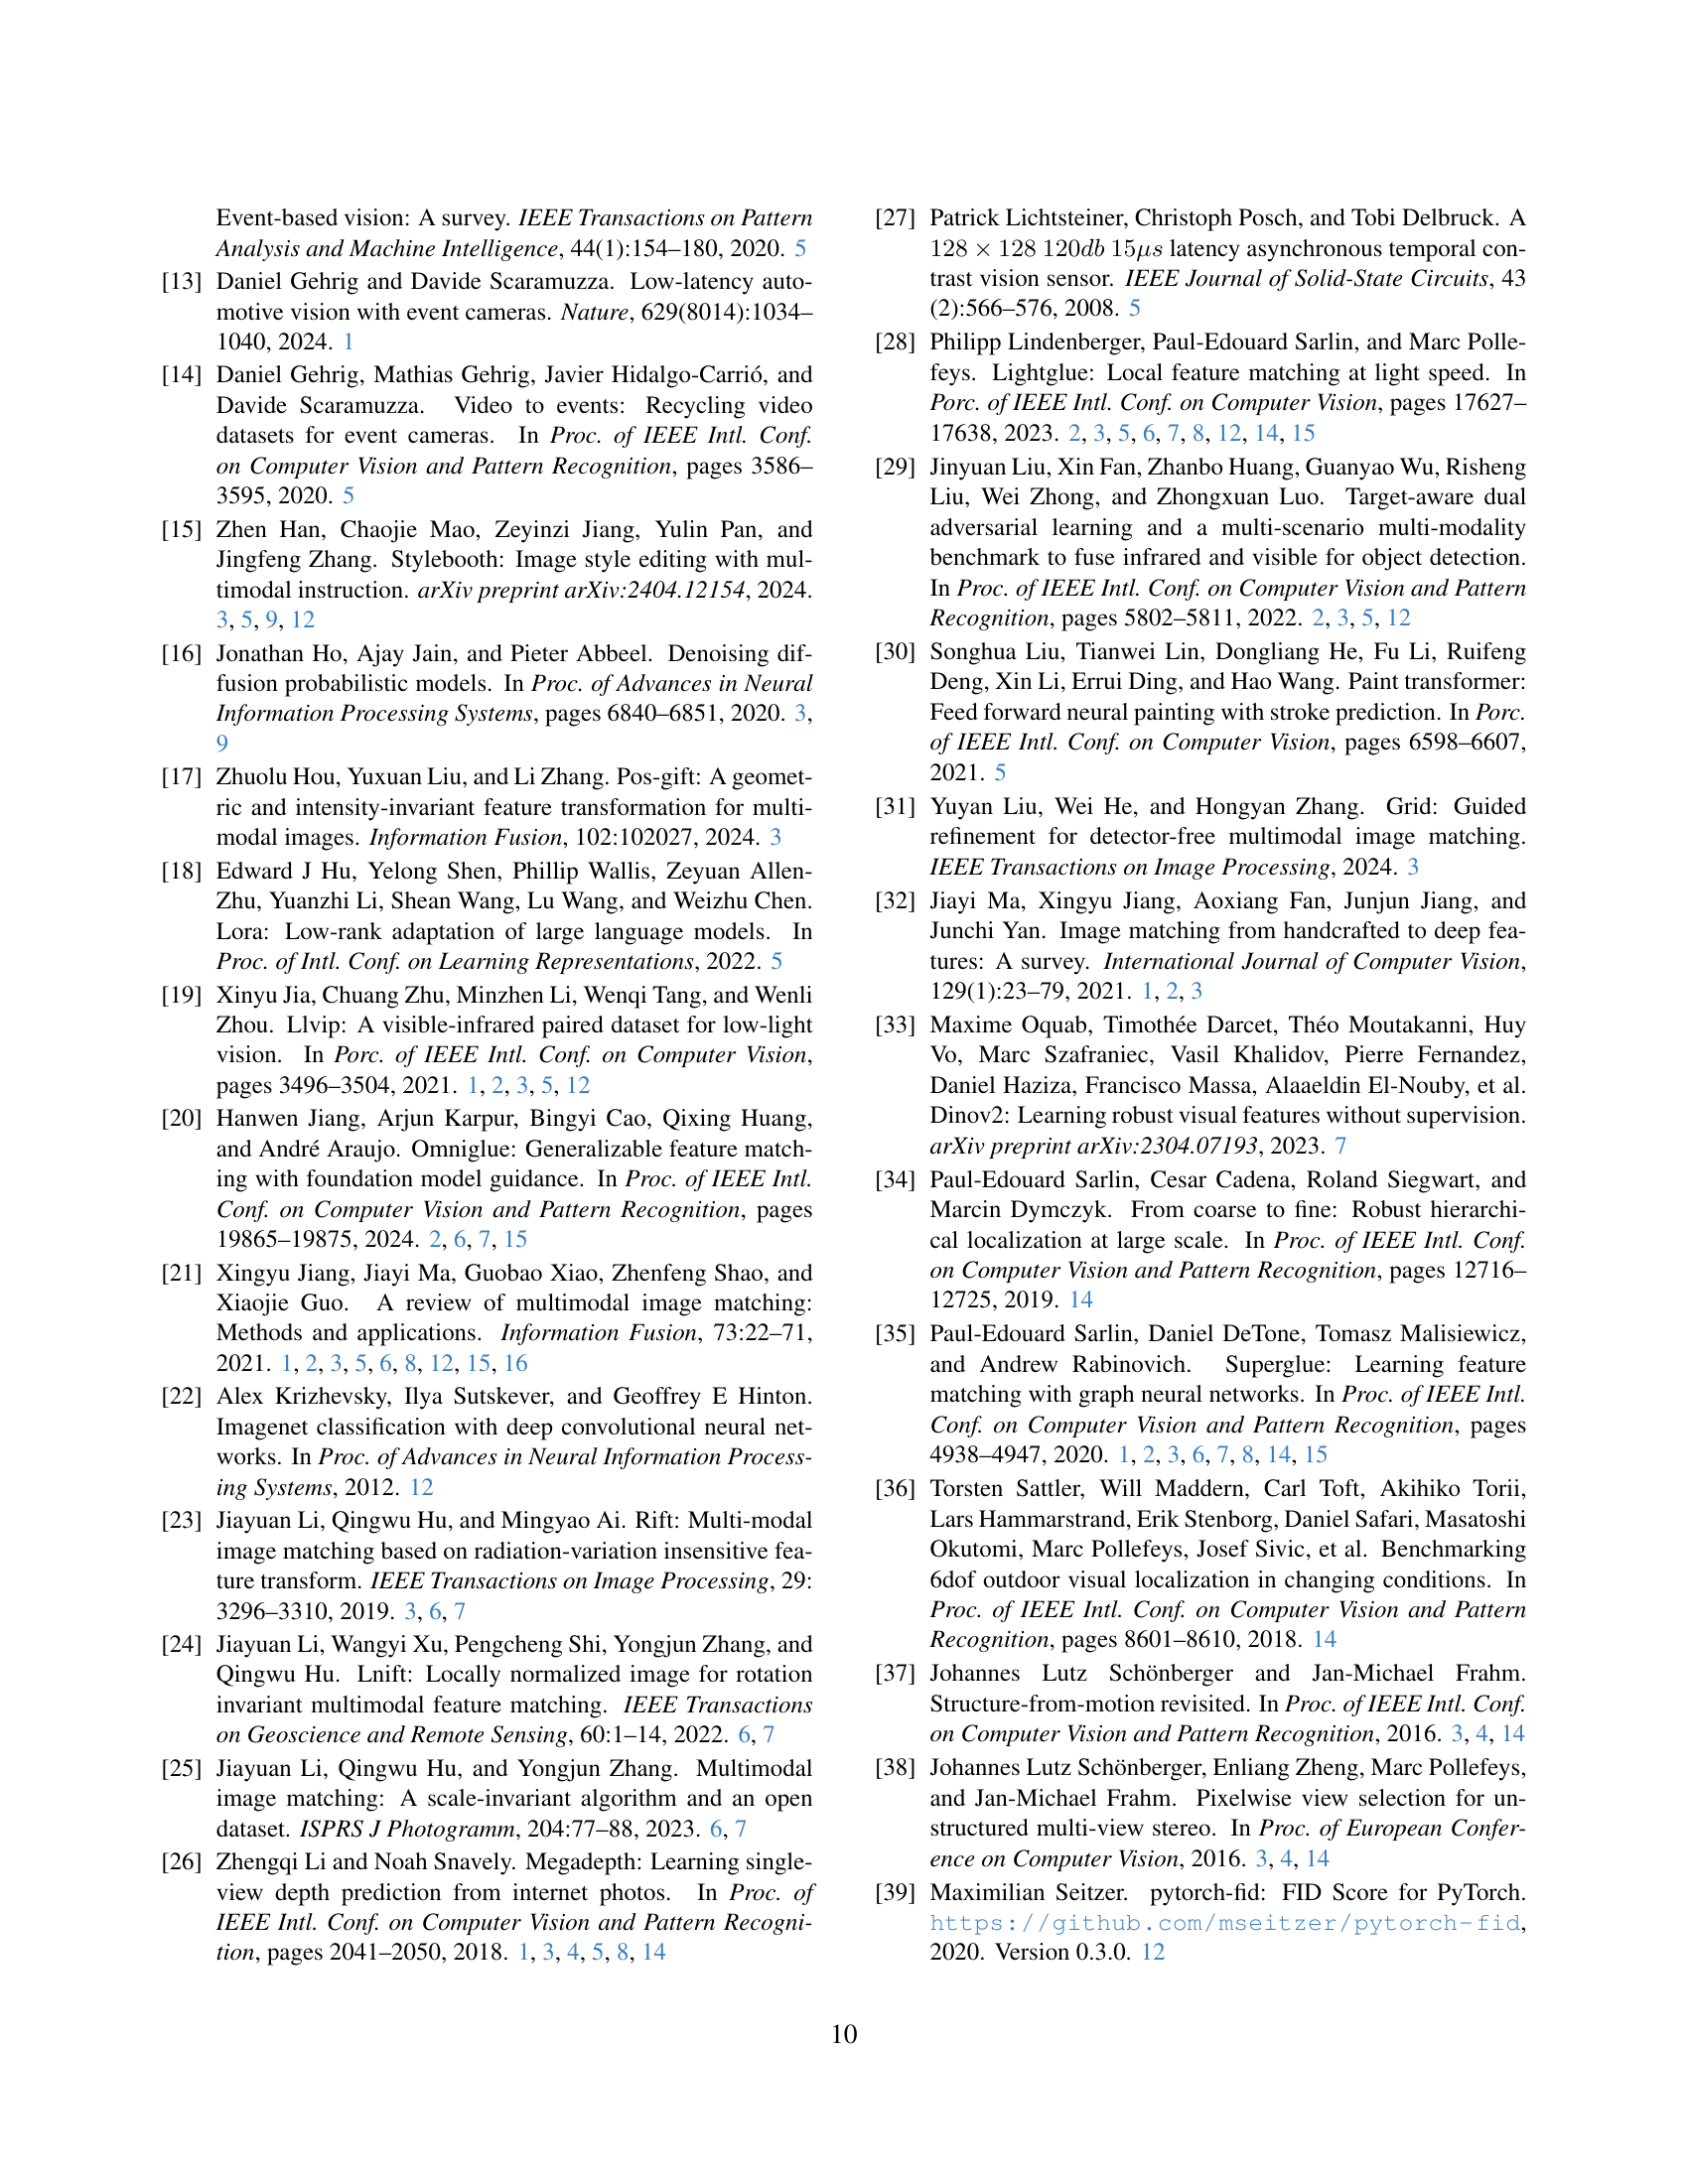 Event-based vision: A survey. IEEE Transactions on Pattern
Analysis and Machine Intelligence, 44(1):154–180, 2020. 5
[13] Daniel Gehrig and Davide Scaramuzza. Low-latency auto-
motive vision with event cameras. Nature, 629(8014):1034–
1040, 2024. 1
[14] Daniel Gehrig, Mathias Gehrig, Javier Hidalgo-Carrió, and
Davide Scaramuzza. Video to events: Recycling video
datasets for event cameras. In Proc. of IEEE Intl. Conf.
on Computer Vision and Pattern Recognition, pages 3586–
3595, 2020. 5
[15] Zhen Han, Chaojie Mao, Zeyinzi Jiang, Yulin Pan, and
Jingfeng Zhang. Stylebooth: Image style editing with mul-
timodal instruction. arXiv preprint arXiv:2404.12154, 2024.
3, 5, 9, 12
[16] Jonathan Ho, Ajay Jain, and Pieter Abbeel. Denoising dif-
fusion probabilistic models. In Proc. of Advances in Neural
Information Processing Systems, pages 6840–6851, 2020. 3,
9
[17] Zhuolu Hou, Yuxuan Liu, and Li Zhang. Pos-gift: A geomet-
ric and intensity-invariant feature transformation for multi-
modal images. Information Fusion, 102:102027, 2024. 3
[18] Edward J Hu, Yelong Shen, Phillip Wallis, Zeyuan Allen-
Zhu, Yuanzhi Li, Shean Wang, Lu Wang, and Weizhu Chen.
Lora: Low-rank adaptation of large language models. In
Proc. of Intl. Conf. on Learning Representations, 2022. 5
[19] Xinyu Jia, Chuang Zhu, Minzhen Li, Wenqi Tang, and Wenli
Zhou. Llvip: A visible-infrared paired dataset for low-light
vision. In Porc. of IEEE Intl. Conf. on Computer Vision,
pages 3496–3504, 2021. 1, 2, 3, 5, 12
[20] Hanwen Jiang, Arjun Karpur, Bingyi Cao, Qixing Huang,
and André Araujo. Omniglue: Generalizable feature match-
ing with foundation model guidance. In Proc. of IEEE Intl.
Conf. on Computer Vision and Pattern Recognition, pages
19865–19875, 2024. 2, 6, 7, 15
[21] Xingyu Jiang, Jiayi Ma, Guobao Xiao, Zhenfeng Shao, and
Xiaojie Guo. A review of multimodal image matching:
Methods and applications. Information Fusion, 73:22–71,
2021. 1, 2, 3, 5, 6, 8, 12, 15, 16
[22] Alex Krizhevsky, Ilya Sutskever, and Geoffrey E Hinton.
Imagenet classification with deep convolutional neural net-
works. In Proc. of Advances in Neural Information Process-
ing Systems, 2012. 12
[23] Jiayuan Li, Qingwu Hu, and Mingyao Ai. Rift: Multi-modal
image matching based on radiation-variation insensitive fea-
ture transform. IEEE Transactions on Image Processing, 29:
3296–3310, 2019. 3, 6, 7
[24] Jiayuan Li, Wangyi Xu, Pengcheng Shi, Yongjun Zhang, and
Qingwu Hu. Lnift: Locally normalized image for rotation
invariant multimodal feature matching. IEEE Transactions
on Geoscience and Remote Sensing, 60:1–14, 2022. 6, 7
[25] Jiayuan Li, Qingwu Hu, and Yongjun Zhang. Multimodal
image matching: A scale-invariant algorithm and an open
dataset. ISPRS J Photogramm, 204:77–88, 2023. 6, 7
[26] Zhengqi Li and Noah Snavely. Megadepth: Learning single-
view depth prediction from internet photos. In Proc. of
IEEE Intl. Conf. on Computer Vision and Pattern Recogni-
tion, pages 2041–2050, 2018. 1, 3, 4, 5, 8, 14
[27] Patrick Lichtsteiner, Christoph Posch, and Tobi Delbruck. A
128 × 128 120db 15μs latency asynchronous temporal con-
trast vision sensor. IEEE Journal of Solid-State Circuits, 43
(2):566–576, 2008. 5
[28] Philipp Lindenberger, Paul-Edouard Sarlin, and Marc Polle-
feys. Lightglue: Local feature matching at light speed. In
Porc. of IEEE Intl. Conf. on Computer Vision, pages 17627–
17638, 2023. 2, 3, 5, 6, 7, 8, 12, 14, 15
[29] Jinyuan Liu, Xin Fan, Zhanbo Huang, Guanyao Wu, Risheng
Liu, Wei Zhong, and Zhongxuan Luo. Target-aware dual
adversarial learning and a multi-scenario multi-modality
benchmark to fuse infrared and visible for object detection.
In Proc. of IEEE Intl. Conf. on Computer Vision and Pattern
Recognition, pages 5802–5811, 2022. 2, 3, 5, 12
[30] Songhua Liu, Tianwei Lin, Dongliang He, Fu Li, Ruifeng
Deng, Xin Li, Errui Ding, and Hao Wang. Paint transformer:
Feed forward neural painting with stroke prediction. In Porc.
of IEEE Intl. Conf. on Computer Vision, pages 6598–6607,
2021. 5
[31] Yuyan Liu, Wei He, and Hongyan Zhang. Grid: Guided
refinement for detector-free multimodal image matching.
IEEE Transactions on Image Processing, 2024. 3
[32] Jiayi Ma, Xingyu Jiang, Aoxiang Fan, Junjun Jiang, and
Junchi Yan. Image matching from handcrafted to deep fea-
tures: A survey. International Journal of Computer Vision,
129(1):23–79, 2021. 1, 2, 3
[33] Maxime Oquab, Timothée Darcet, Théo Moutakanni, Huy
Vo, Marc Szafraniec, Vasil Khalidov, Pierre Fernandez,
Daniel Haziza, Francisco Massa, Alaaeldin El-Nouby, et al.
Dinov2: Learning robust visual features without supervision.
arXiv preprint arXiv:2304.07193, 2023. 7
[34] Paul-Edouard Sarlin, Cesar Cadena, Roland Siegwart, and
Marcin Dymczyk. From coarse to fine: Robust hierarchi-
cal localization at large scale. In Proc. of IEEE Intl. Conf.
on Computer Vision and Pattern Recognition, pages 12716–
12725, 2019. 14
[35] Paul-Edouard Sarlin, Daniel DeTone, Tomasz Malisiewicz,
and Andrew Rabinovich. Superglue: Learning feature
matching with graph neural networks. In Proc. of IEEE Intl.
Conf. on Computer Vision and Pattern Recognition, pages
4938–4947, 2020. 1, 2, 3, 6, 7, 8, 14, 15
[36] Torsten Sattler, Will Maddern, Carl Toft, Akihiko Torii,
Lars Hammarstrand, Erik Stenborg, Daniel Safari, Masatoshi
Okutomi, Marc Pollefeys, Josef Sivic, et al. Benchmarking
6dof outdoor visual localization in changing conditions. In
Proc. of IEEE Intl. Conf. on Computer Vision and Pattern
Recognition, pages 8601–8610, 2018. 14
[37] Johannes Lutz Schönberger and Jan-Michael Frahm.
Structure-from-motion revisited. In Proc. of IEEE Intl. Conf.
on Computer Vision and Pattern Recognition, 2016. 3, 4, 14
[38] Johannes Lutz Schönberger, Enliang Zheng, Marc Pollefeys,
and Jan-Michael Frahm. Pixelwise view selection for un-
structured multi-view stereo. In Proc. of European Confer-
ence on Computer Vision, 2016. 3, 4, 14
[39] Maximilian Seitzer. pytorch-fid: FID Score for PyTorch.
https://github.com/mseitzer/pytorch-fid,
2020. Version 0.3.0. 12
10